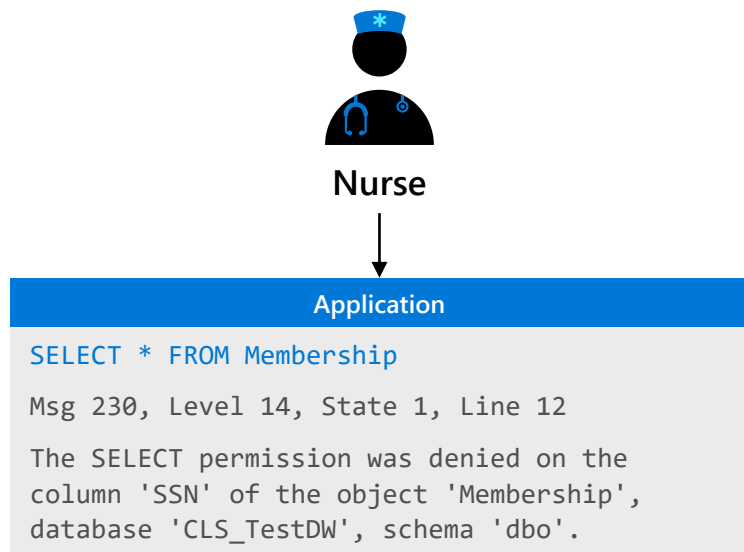 Nurse
Application
SELECT * FROM Membership
Msg 230, Level 14, State 1, Line 12
The SELECT permission was denied on the
column 'SSN' of the object 'Membership',
database 'CLS_TestDW', schema 'dbo'.